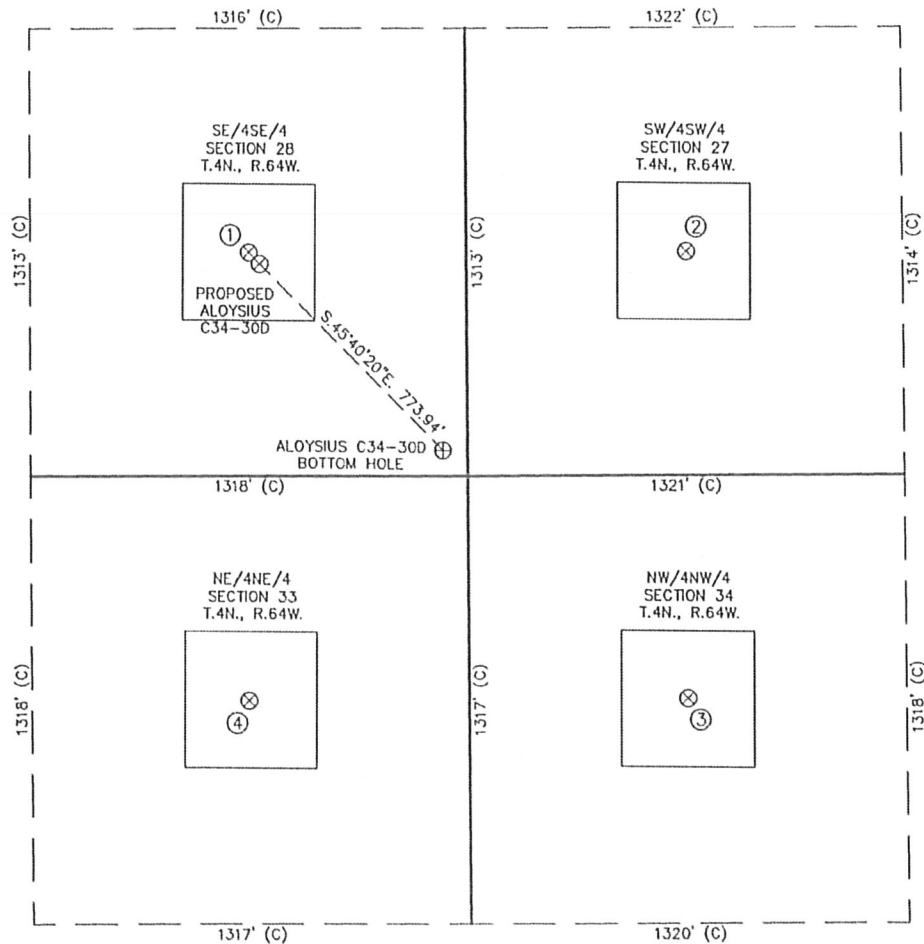 1316' (C)
1322' (C)
SE/4SE/4
SECTION 28
T.4N., R.64W.
SW/4SW/4
SECTION 27
T.4N., R.64W.
1313' (C)
1
1313' (C)
2
1314' (C)
PROPOSED
ALOYSIUS
C34-30D
S.45°40'20"E. 773.94'
ALOYSIUS C34-30D
BOTTOM HOLE
1318' (C)
1321' (C)
NE/4NE/4
SECTION 33
T.4N., R.64W.
NW/4NW/4
SECTION 34
T.4N., R.64W.
1318' (C)
4
1317' (C)
3
1318' (C)
1317' (C)
1320' (C)